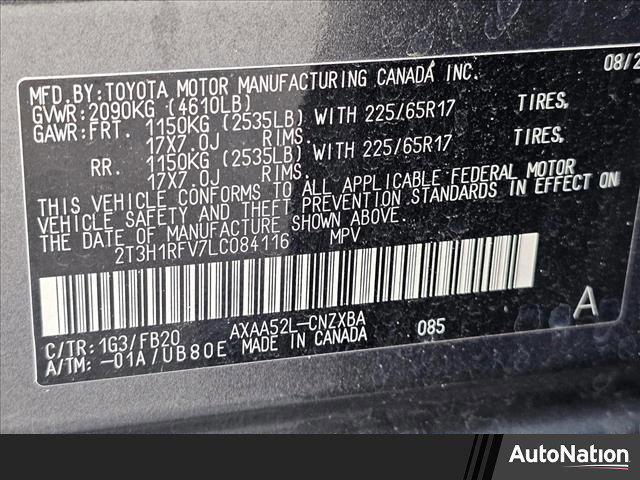 MFD.BY:TOYOTA MOTOR MANUFACTURING CANADA INC. 08/2
GVWR:2090KG (4610LB)
GAWR:FRT. 1150KG (2535LB) WITH 225/65R17 TIRES,
17X7.0J RIMS.
RR. 1150KG (2535LB) WITH 225/65R17 TIRES,
17X7.0J RIMS.
THIS VEHICLE CONFORMS TO ALL APPLICABLE FEDERAL MOTOR
VEHICLE SAFETY AND THEFT PREVENTION STANDARDS IN EFFECT ON
THE DATE OF MANUFACTURE SHOWN ABOVE.
2T3H1RFV7LC084116 MPV
C/TR:1G3/FB20 AXAA52L-CNZXBA 085 A
A/TM: -01A/UB80E MADE IN CANADA
AutoNation